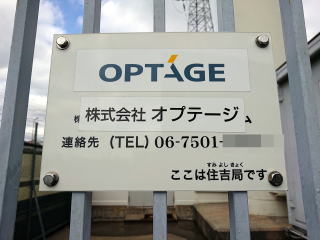 OPTAGE
株式会社 オプテージ
連絡先 (TEL) 06-7501-
すみ よし きょく
ここは住吉局です